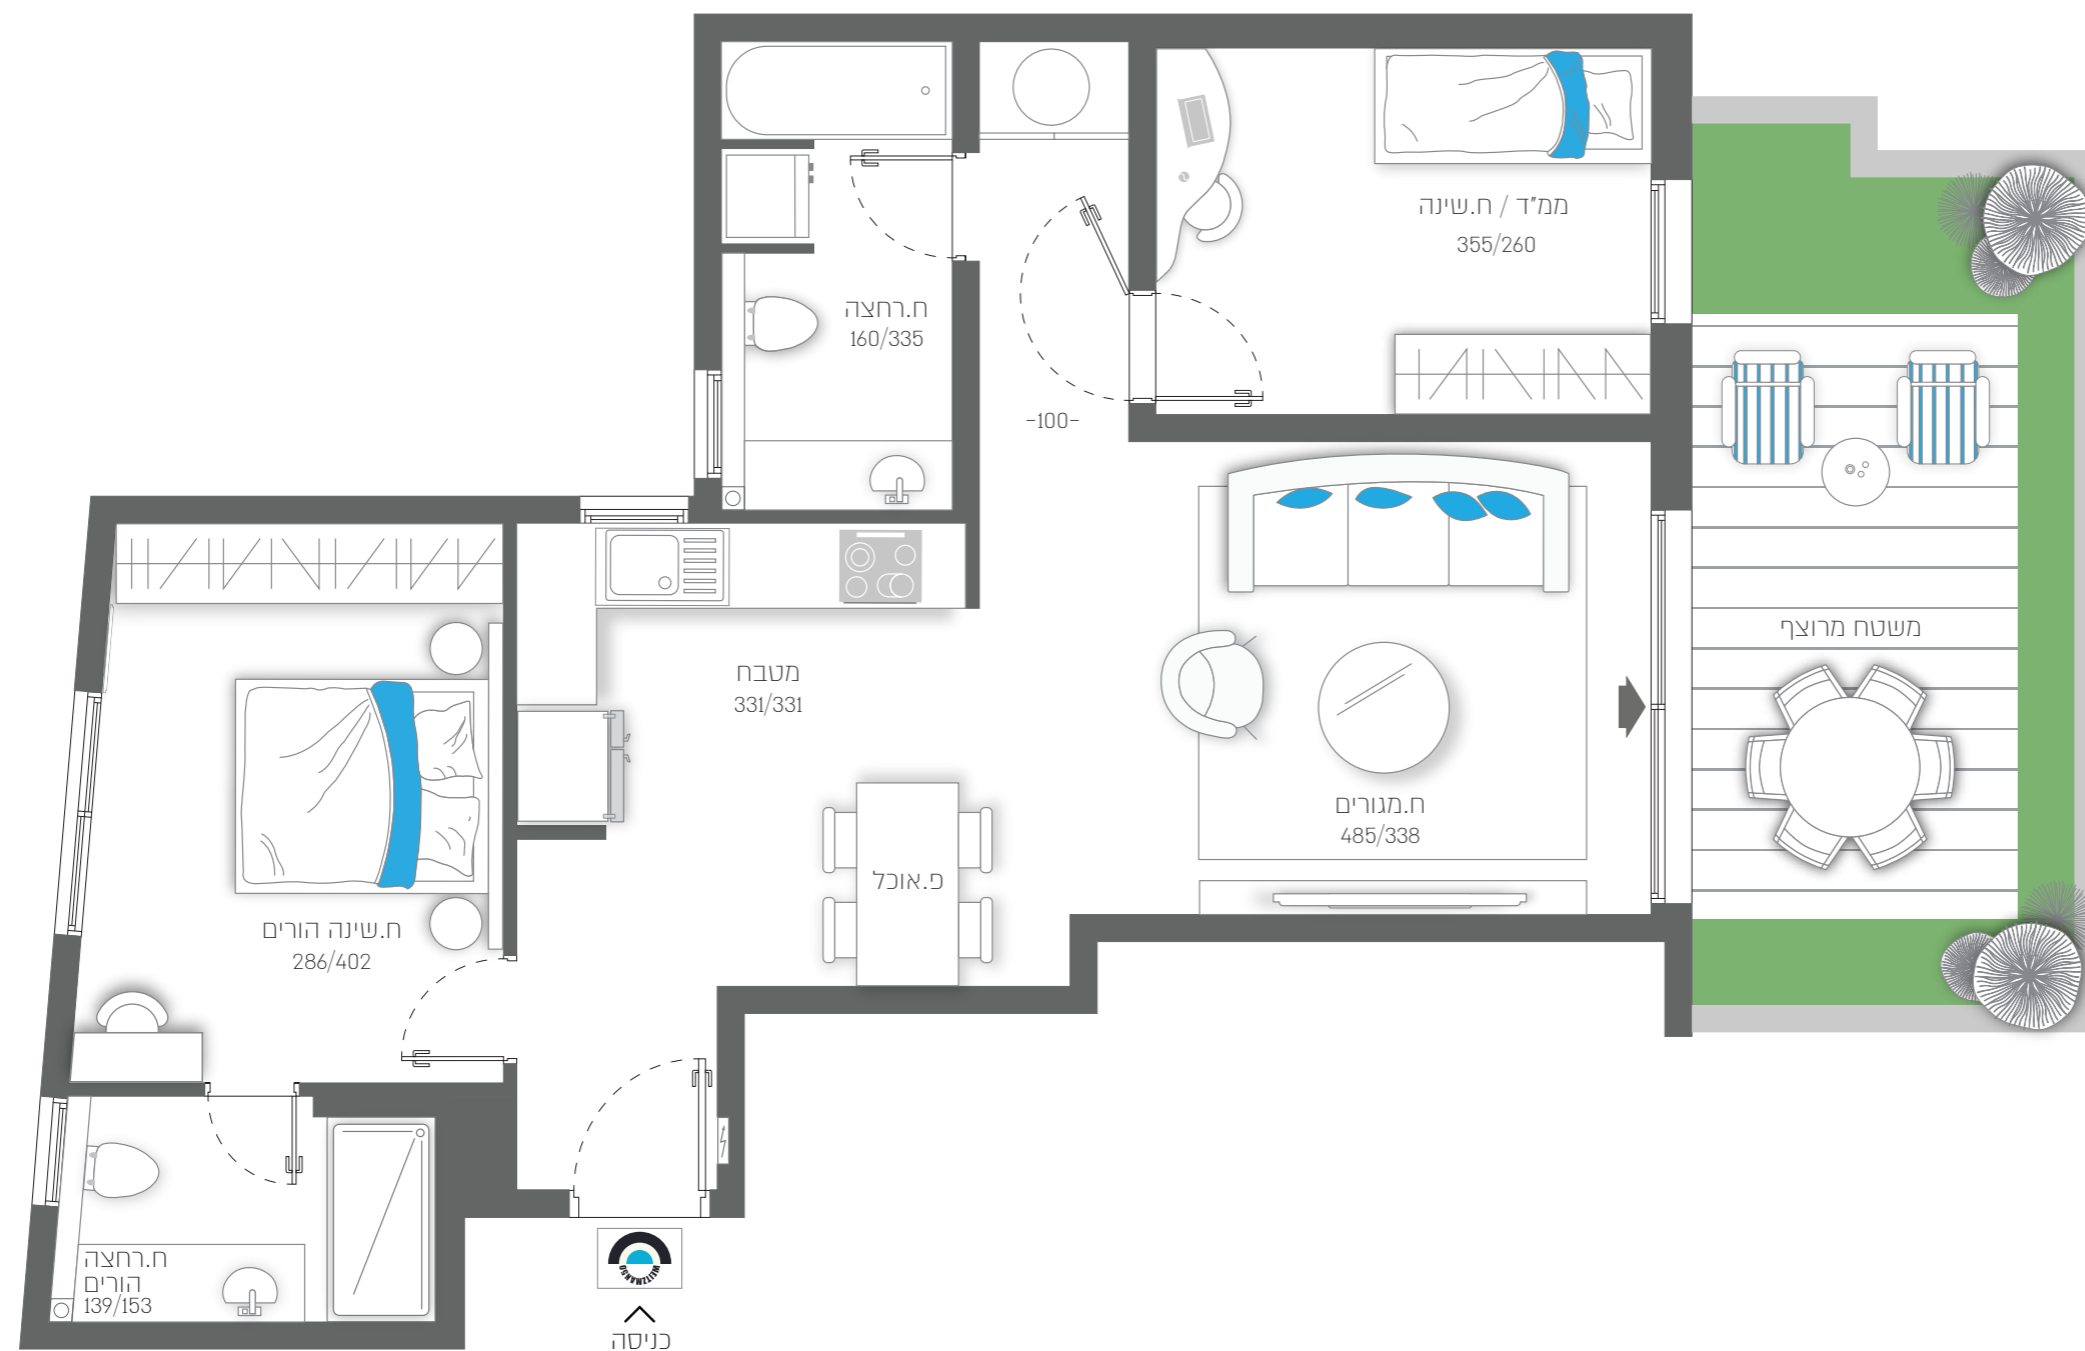 ממ"ד / ח.שינה
355/260
ח.רחצה
160/335
-100-
משטח מרוצף
מטבח
331/331
ח.מגורים
485/338
פ.אוכל
ח.שינה הורים
286/402
ח.רחצה
הורים
139/153
WEITZMANSO
כניסה